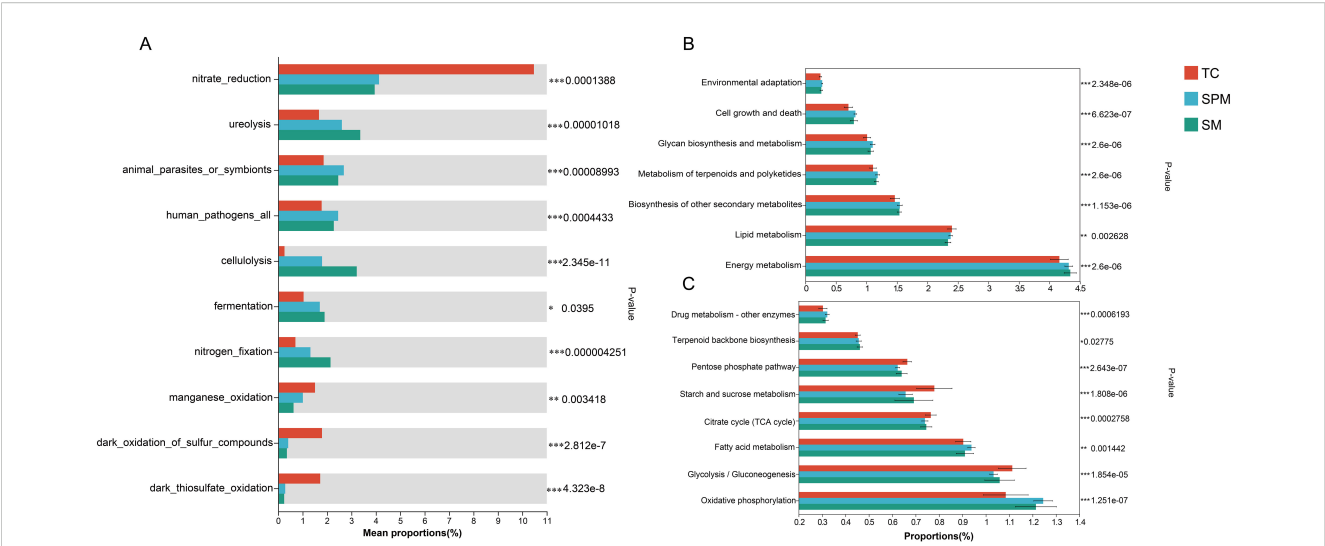 A
nitrate_reduction
***0.0001388
ureolysis
***0.00001018
animal_parasites_or_symbionts
***0.00008993
human_pathogens_all
***0.0004433
cellulolysis
***2.345e-11
fermentation
* 0.0395
nitrogen_fixation
***0.000004251
manganese_oxidation
** 0.003418
dark_oxidation_of_sulfur_compounds
***2.812e-7
dark_thiosulfate_oxidation
***4.323e-8
P-value
0 1 2 3 4 5 6 7 8 9 10 11
Mean proportions(%)
B
Environmental adaptation
***2.348e-06
Cell growth and death
***6.623e-07
Glycan biosynthesis and metabolism
***2.6e-06
Metabolism of terpenoids and polyketides
***2.6e-06
Biosynthesis of other secondary metabolites
***1.153e-06
Lipid metabolism
** 0.002628
Energy metabolism
***2.6e-06
P-value
0 0.5 1 1.5 2 2.5 3 3.5 4 4.5
TC
SPM
SM
C
Drug metabolism - other enzymes
***0.0006193
Terpenoid backbone biosynthesis
*0.02775
Pentose phosphate pathway
***2.643e-07
Starch and sucrose metabolism
***1.808e-06
Citrate cycle (TCA cycle)
***0.0002758
Fatty acid metabolism
** 0.001442
Glycolysis / Gluconeogenesis
***1.854e-05
Oxidative phosphorylation
***1.251e-07
P-value
0.2 0.3 0.4 0.5 0.6 0.7 0.8 0.9 1 1.1 1.2 1.3 1.4
Proportions(%)